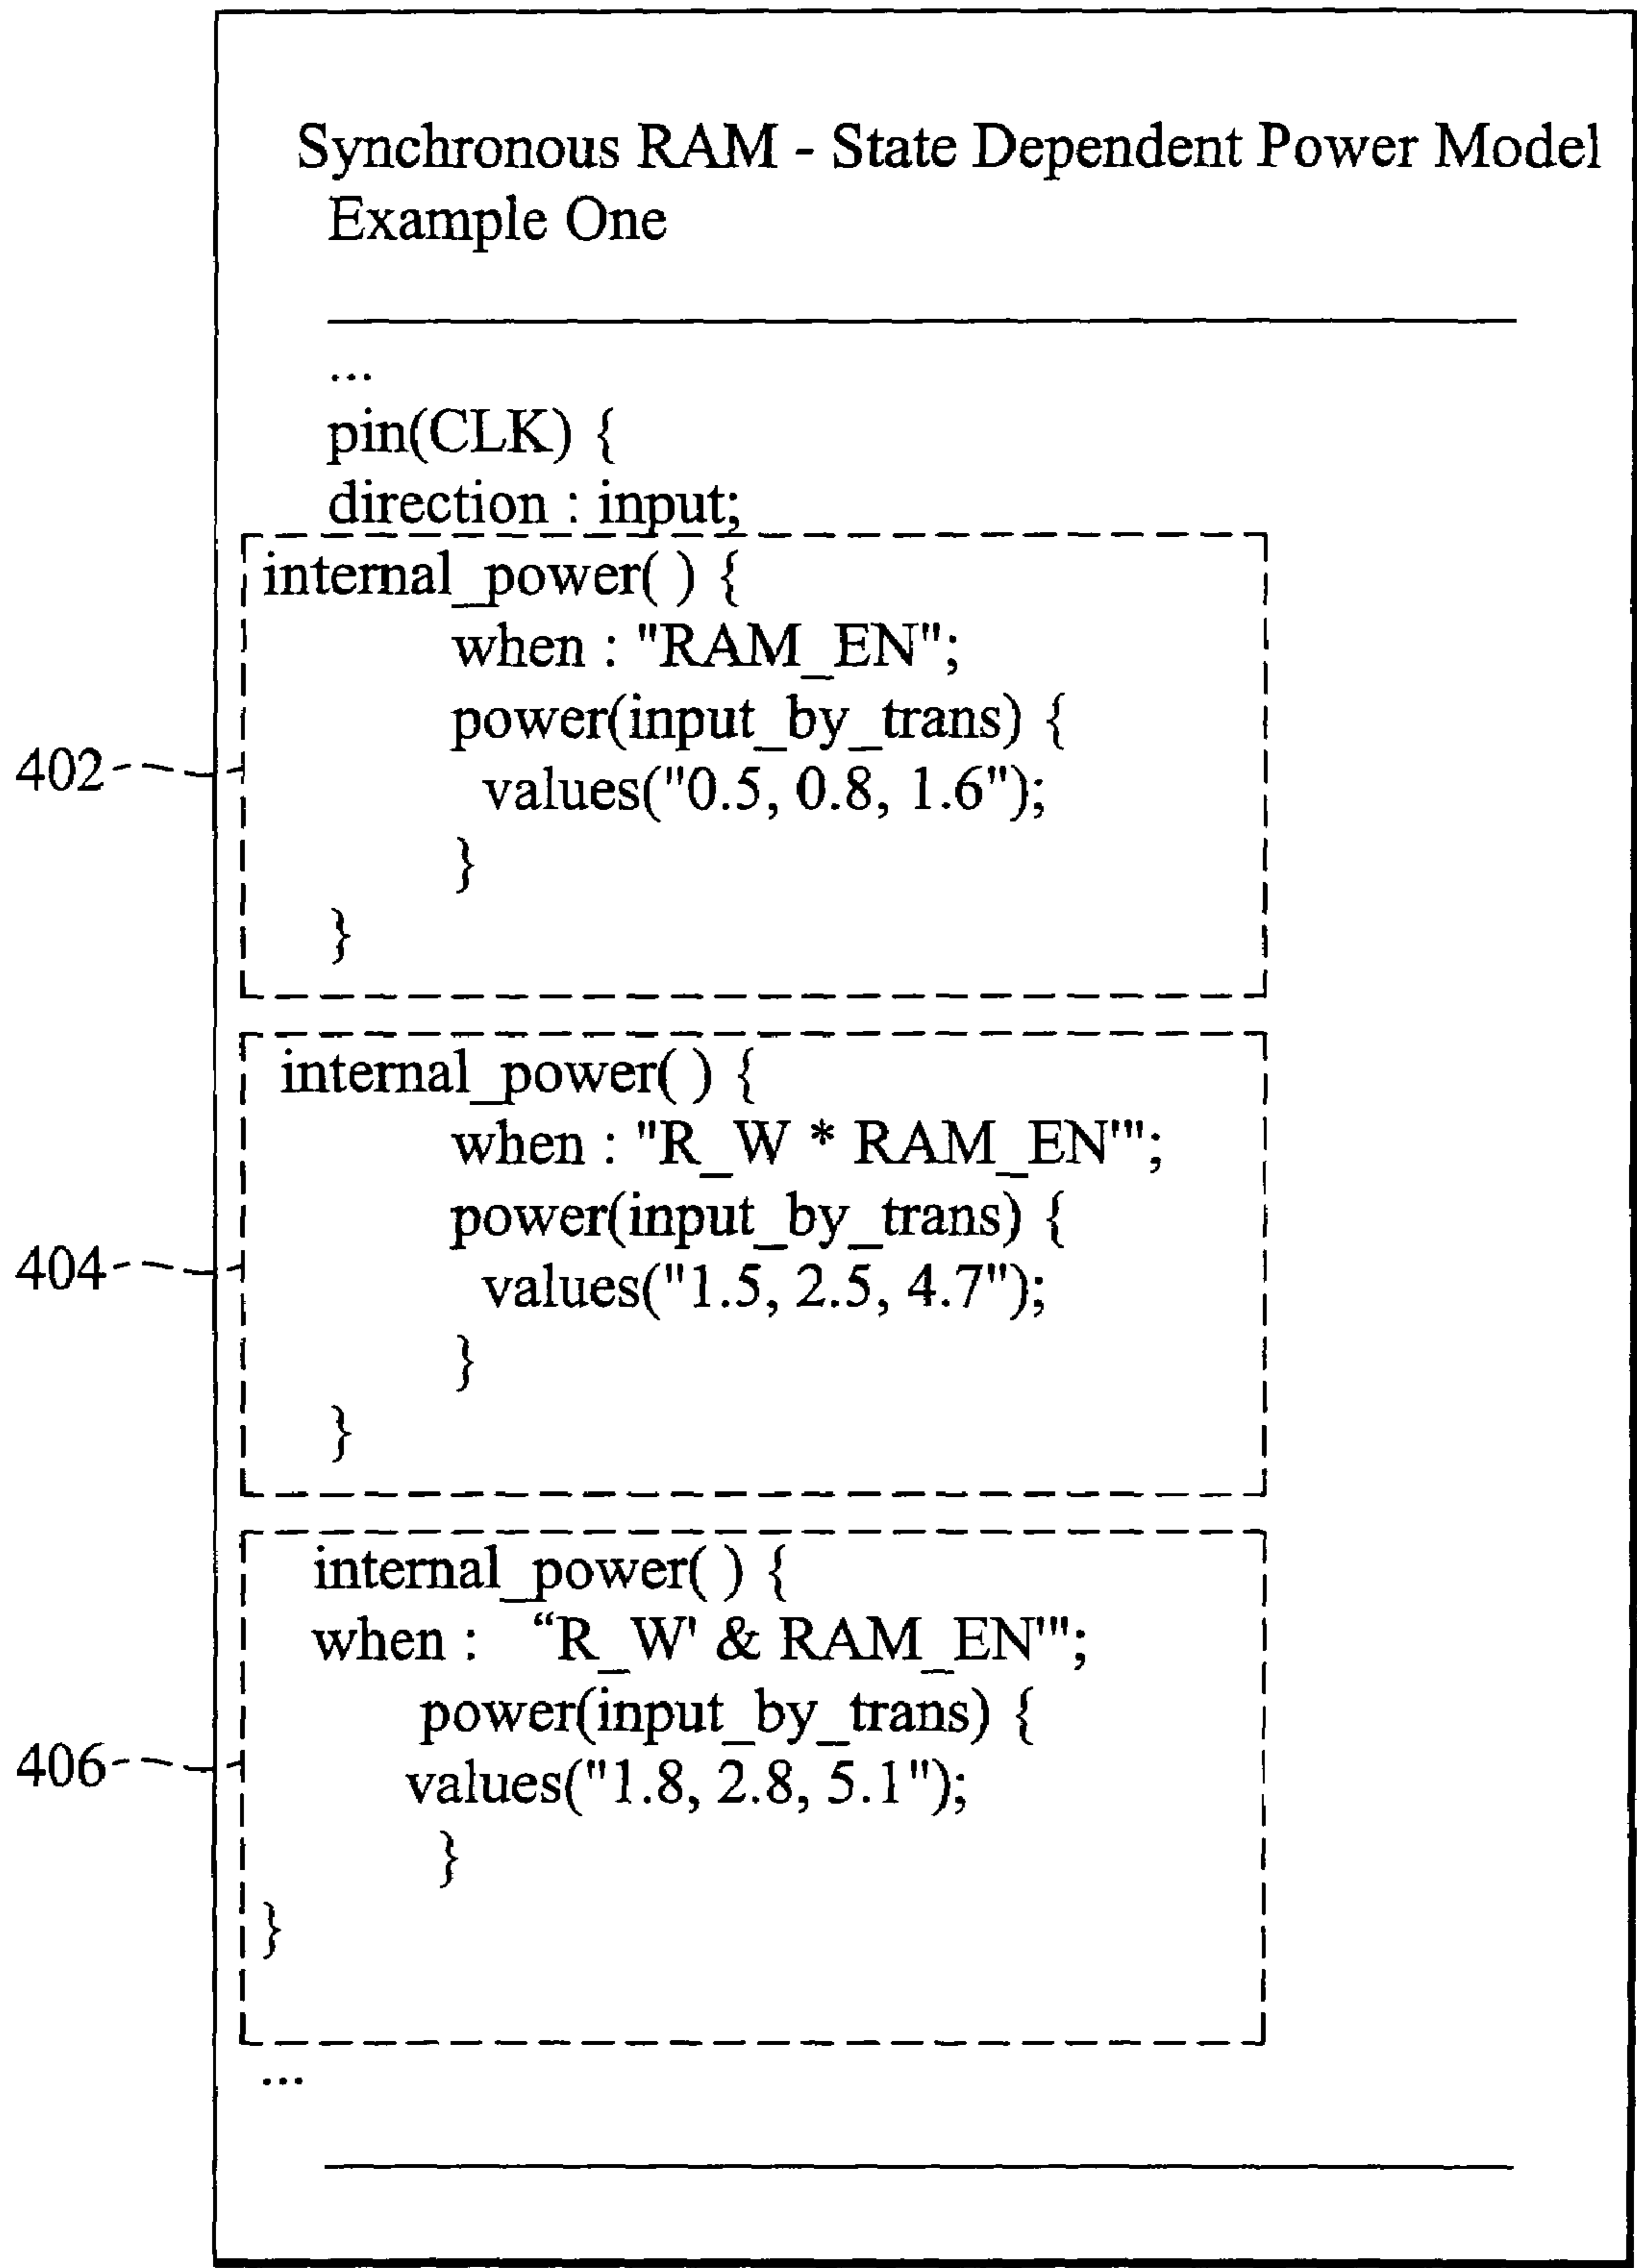 Synchronous RAM - State Dependent Power Model
Example One
...
pin(CLK) {
direction : input;
internal_power( ) {
when : "RAM_EN";
power(input_by_trans) {
402
values("0.5, 0.8, 1.6");
}
}
internal_power( ) {
when : "R_W * RAM_EN'";
power(input_by_trans) {
404
values("1.5, 2.5, 4.7");
}
}
internal_power( ) {
when : “R_W' & RAM_EN'";
power(input_by_trans) {
406
values("1.8, 2.8, 5.1");
}
}
...